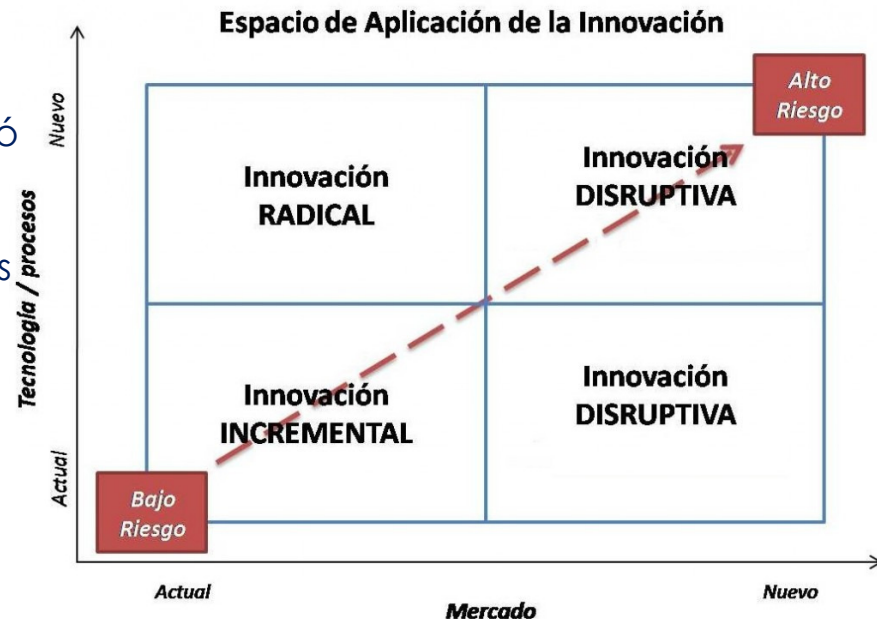 Espacio de Aplicación de la Innovación
Nuevo
Tecnología / procesos
Actual
ó
s
Innovación
RADICAL
Innovación
DISRUPTIVA
Alto
Riesgo
Innovación
INCREMENTAL
Innovación
DISRUPTIVA
Bajo
Riesgo
Actual
Nuevo
Mercado